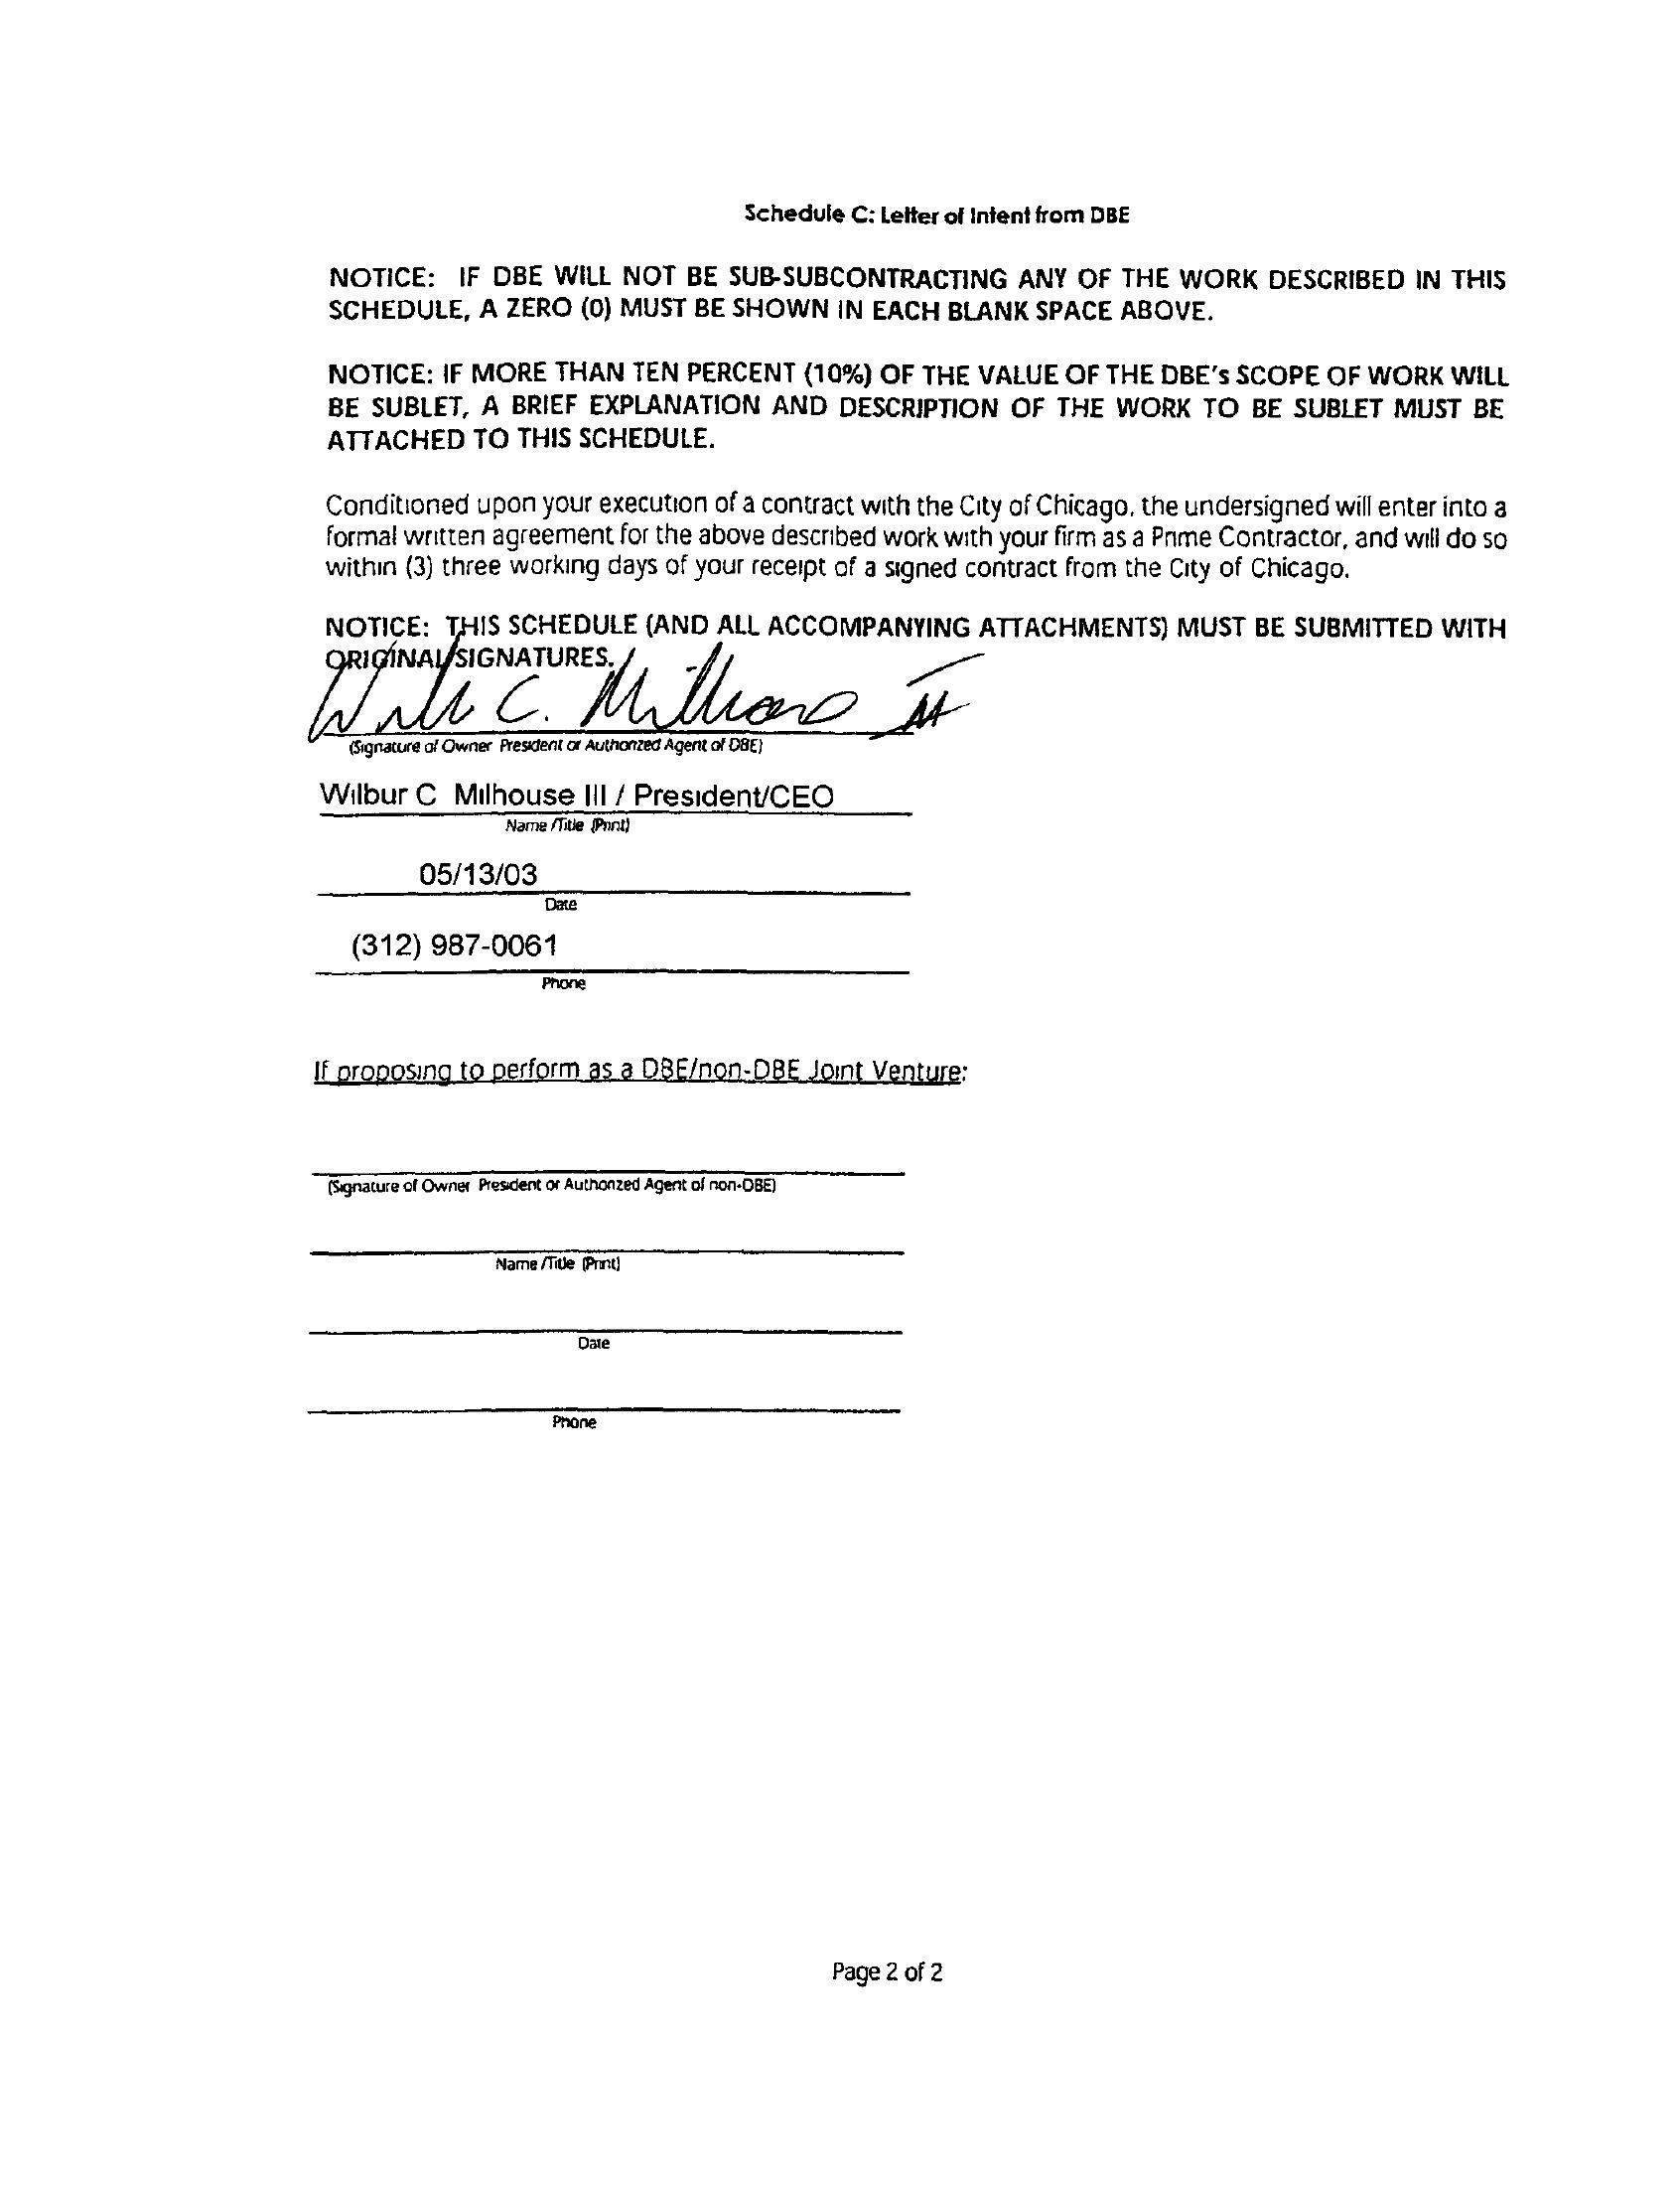 Schedule C: Letter of Intent from DBE
NOTICE: IF DBE WILL NOT BE SUB-SUBCONTRACTING ANY OF THE WORK DESCRIBED IN THIS
SCHEDULE, A ZERO (0) MUST BE SHOWN IN EACH BLANK SPACE ABOVE.
NOTICE: IF MORE THAN TEN PERCENT (10%) OF THE VALUE OF THE DBE's SCOPE OF WORK WILL
BE SUBLET, A BRIEF EXPLANATION AND DESCRIPTION OF THE WORK TO BE SUBLET MUST BE
ATTACHED TO THIS SCHEDULE.
Conditioned upon your execution of a contract with the City of Chicago, the undersigned will enter into a
formal written agreement for the above described work with your firm as a Prime Contractor, and will do so
within (3) three working days of your receipt of a signed contract from the City of Chicago.
NOTICE: THIS SCHEDULE (AND ALL ACCOMPANYING ATTACHMENTS) MUST BE SUBMITTED WITH
ORIGINAL SIGNATURES.
Will C. Milhouse III
(Signature of Owner President or Authorized Agent of DBE)
Wilbur C Milhouse III / President/CEO
Name /Title (Print)
05/13/03
Date
(312) 987-0061
Phone
If proposing to perform as a DBE/non-DBE Joint Venture:
(Signature of Owner President or Authorized Agent of non-DBE)
Name /Title (Print)
Date
Phone
Page 2 of 2